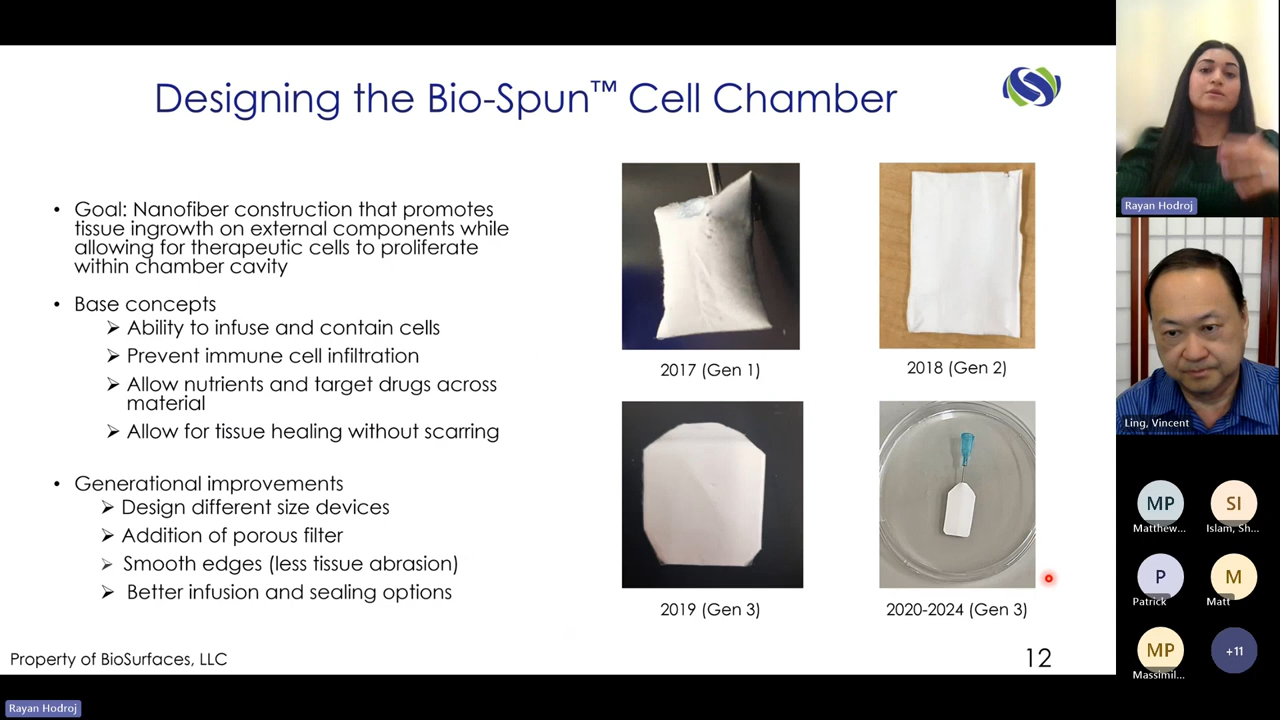 Designing the Bio-Spun™ Cell Chamber
• Goal: Nanofiber construction that promotes
tissue ingrowth on external components while
allowing for therapeutic cells to proliferate
within chamber cavity
• Base concepts
➢ Ability to infuse and contain cells
➢ Prevent immune cell infiltration
➢ Allow nutrients and target drugs across
material
➢ Allow for tissue healing without scarring
• Generational improvements
➢ Design different size devices
➢ Addition of porous filter
➢ Smooth edges (less tissue abrasion)
➢ Better infusion and sealing options
2017 (Gen 1)
2018 (Gen 2)
2019 (Gen 3)
2020-2024 (Gen 3)
Property of BioSurfaces, LLC
12
Rayan Hodroj
Rayan Hodroj
Ling, Vincent
MP
Matthew...
SI
Islam, Sh...
P
Patrick
M
Matt
MP
Massimil...
+11